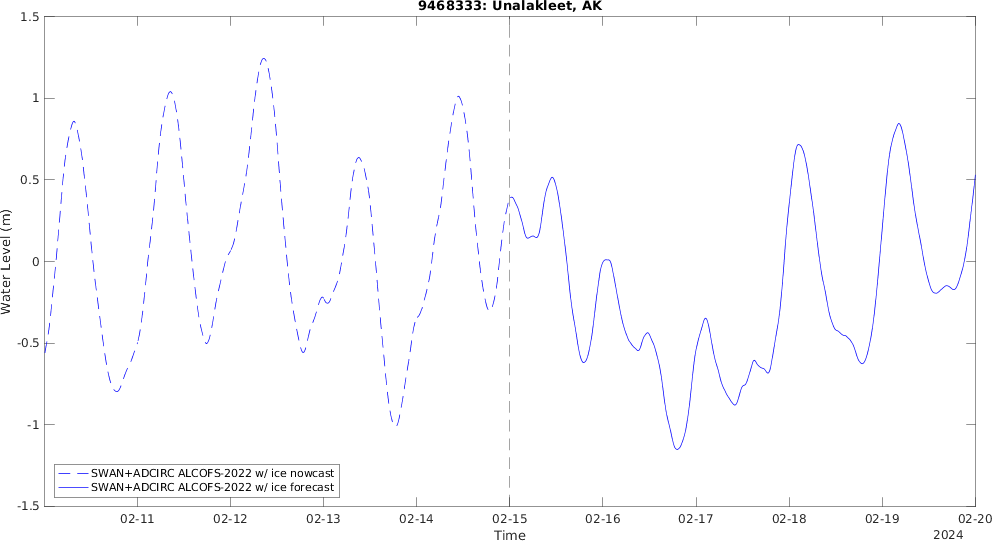 9468333: Unalakleet, AK
1.5
1
0.5
0
-0.5
-1
-1.5
Water Level (m)
SWAN+ADCIRC ALCOFS-2022 w/ ice nowcast
SWAN+ADCIRC ALCOFS-2022 w/ ice forecast
02-11 02-12 02-13 02-14 02-15 02-16 02-17 02-18 02-19 02-20
Time
2024